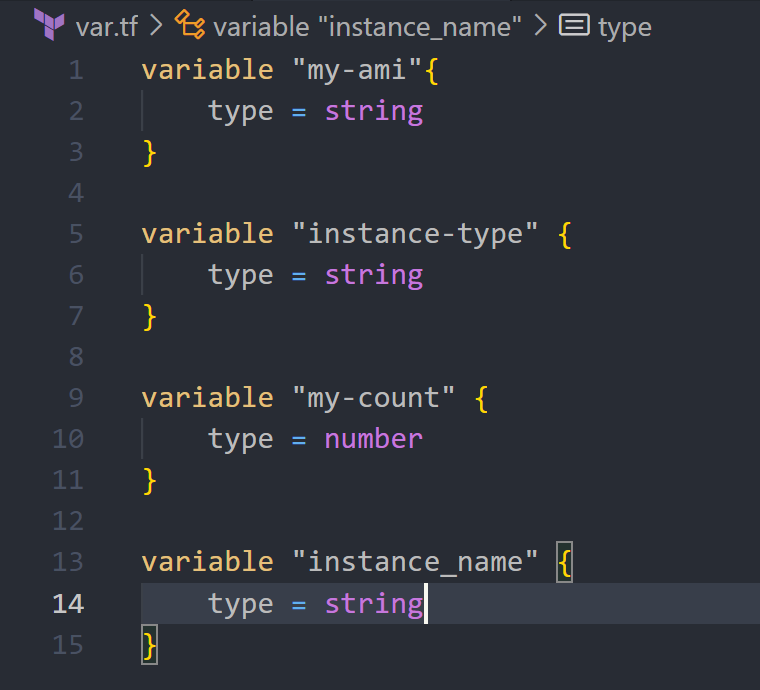 var.tf > variable "instance_name" > type
1 variable "my-ami"{
2     type = string
3 }
4
5 variable "instance-type" {
6     type = string
7 }
8
9 variable "my-count" {
10     type = number
11 }
12
13 variable "instance_name" {
14     type = string
15 }